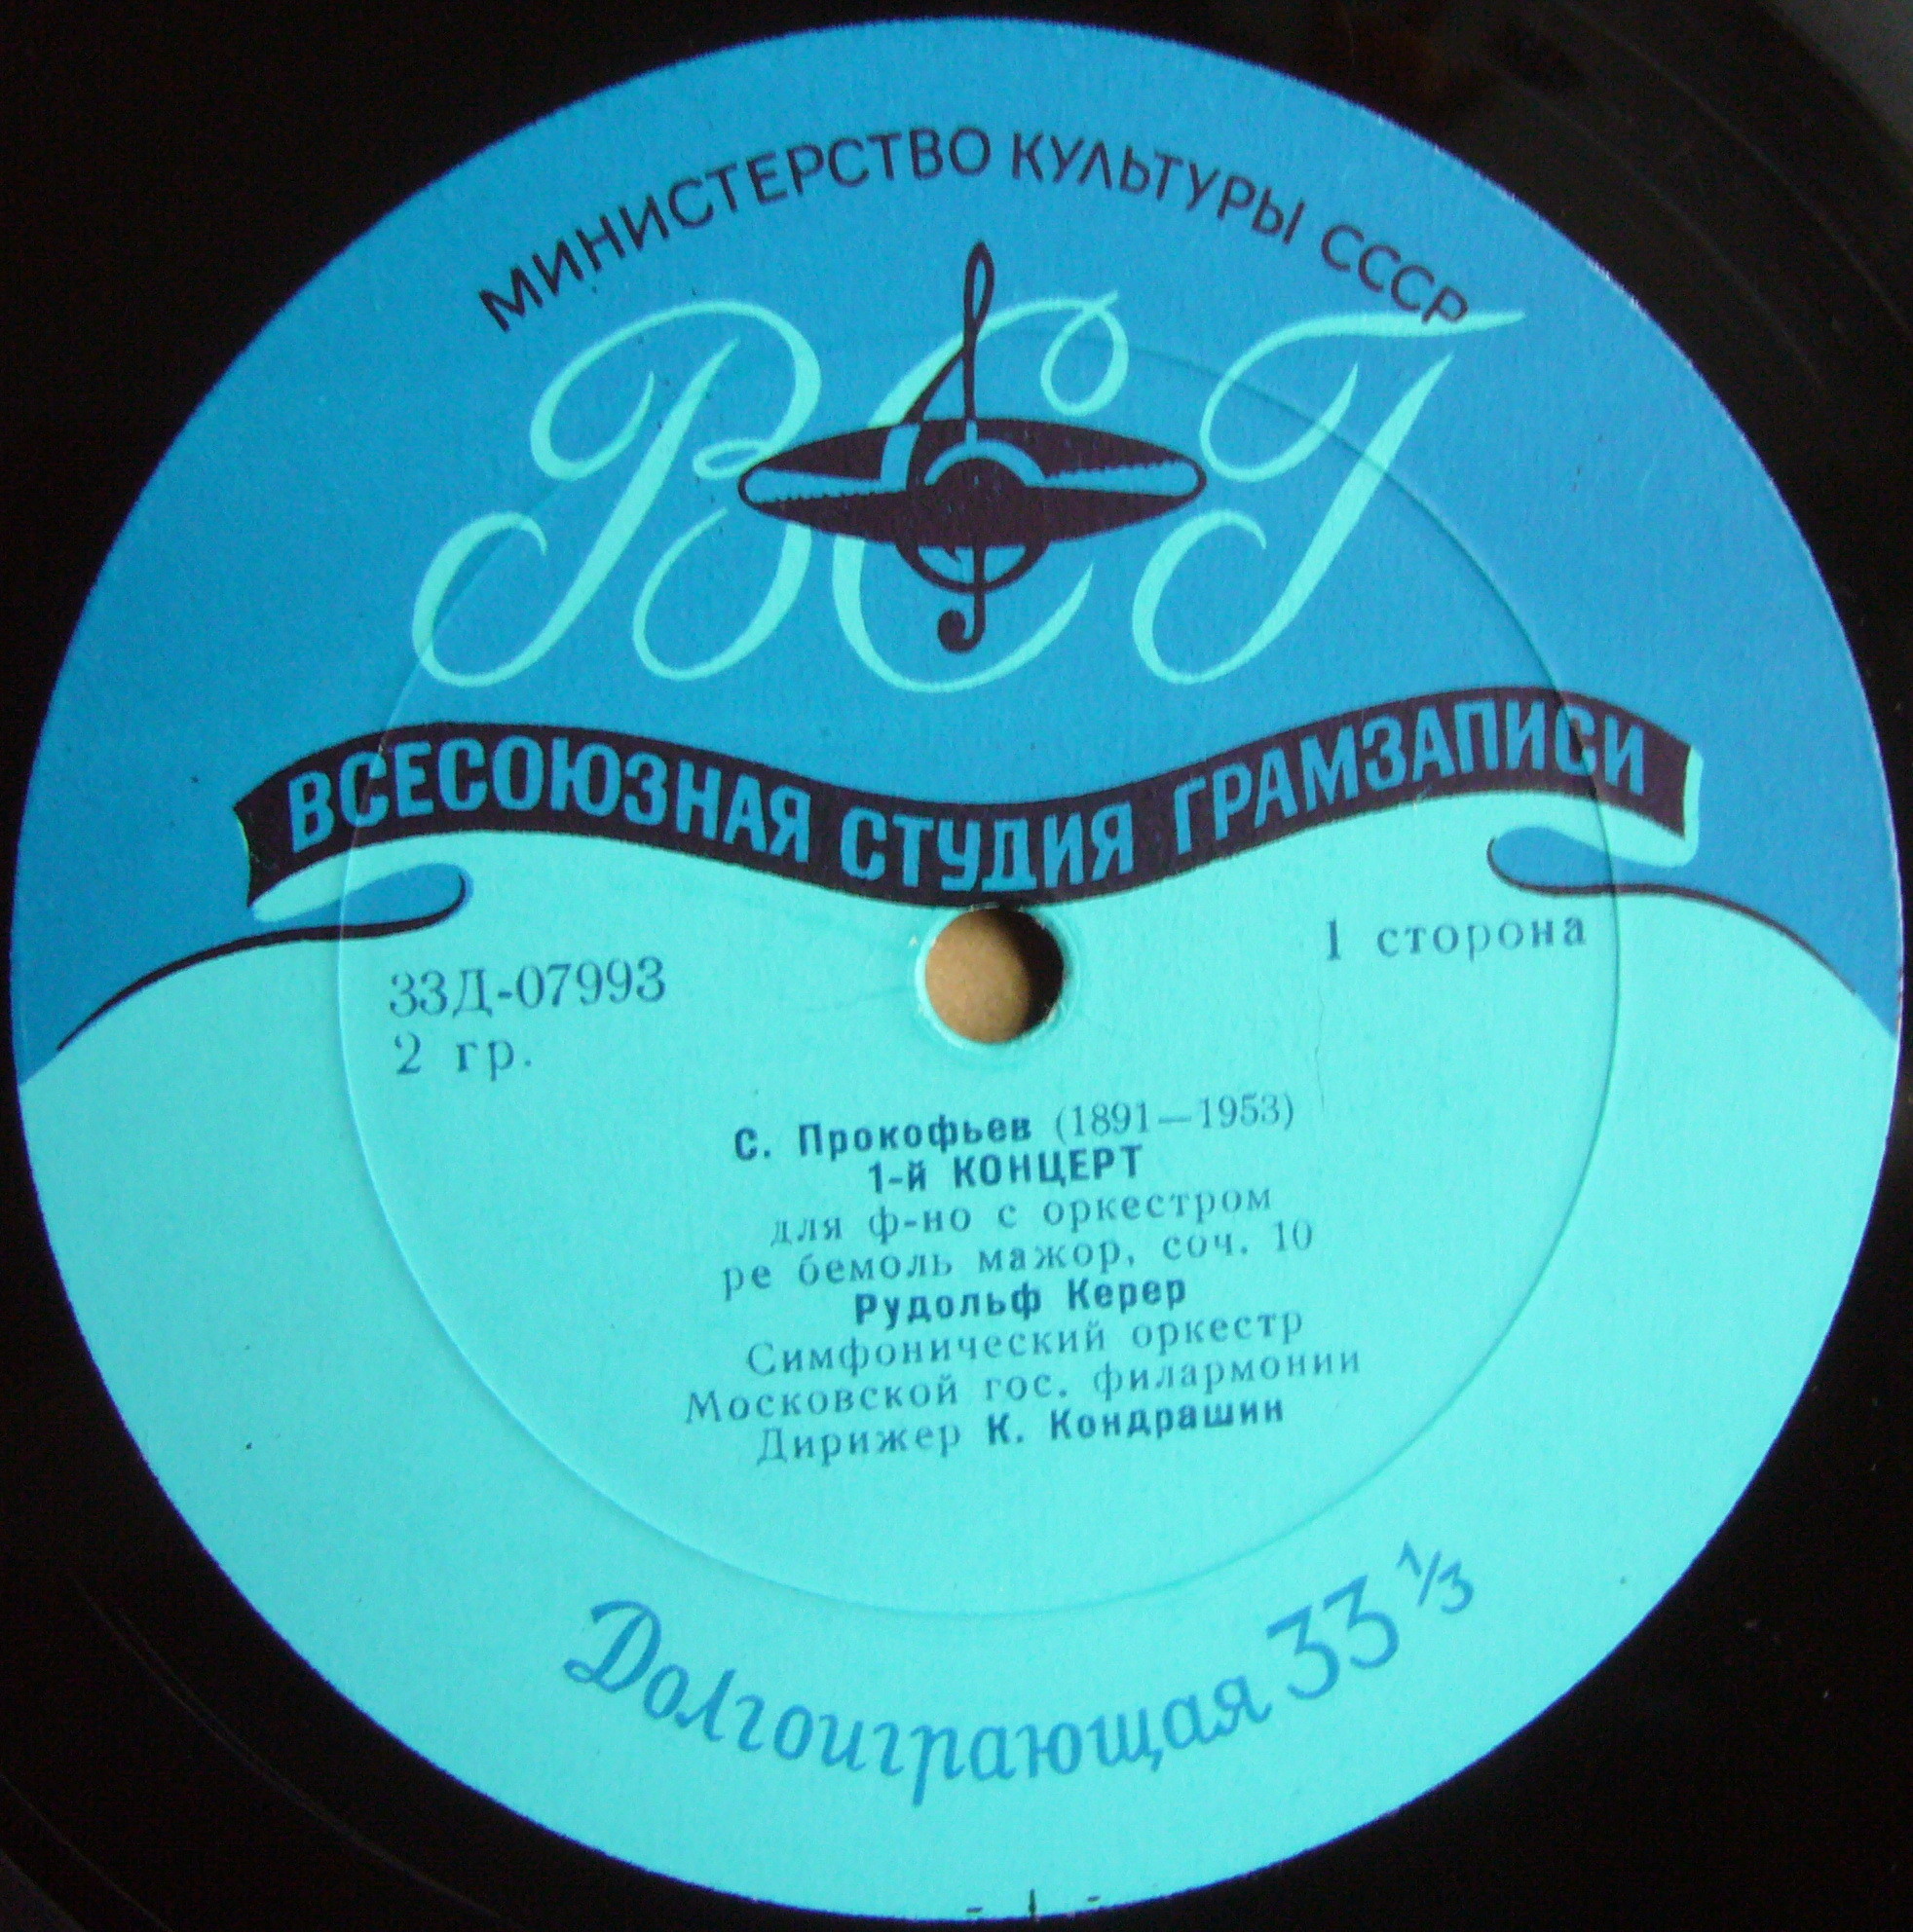 МИНИСТЕРСТВО КУЛЬТУРЫ СССР
ВСГ
ВСЕСОЮЗНАЯ СТУДИЯ ГРАМЗАПИСИ
33Д-07993
1 сторона
2 гр.
С. Прокофьев (1891—1953)
1-й КОНЦЕРТ
для ф-но с оркестром
ре бемоль мажор, соч. 10
Рудольф Керер
Симфонический оркестр
Московской гос. филармонии
Дирижер К. Кондрашин
Долгоиграющая 33 1/3